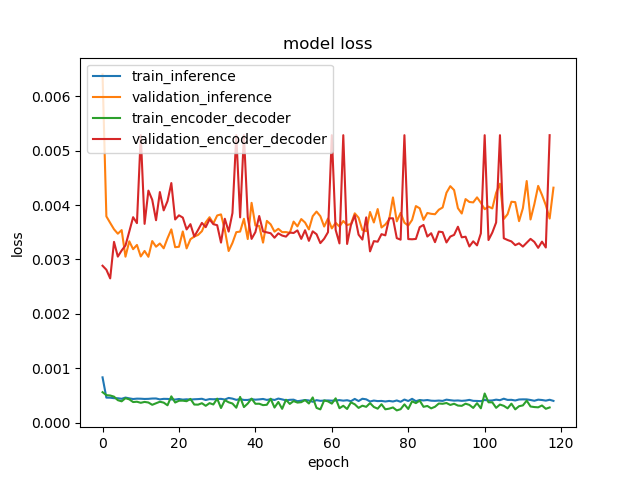 model loss
train_inference
validation_inference
train_encoder_decoder
validation_encoder_decoder
loss
0.006
0.005
0.004
0.003
0.002
0.001
0.000
0 20 40 60 80 100 120
epoch